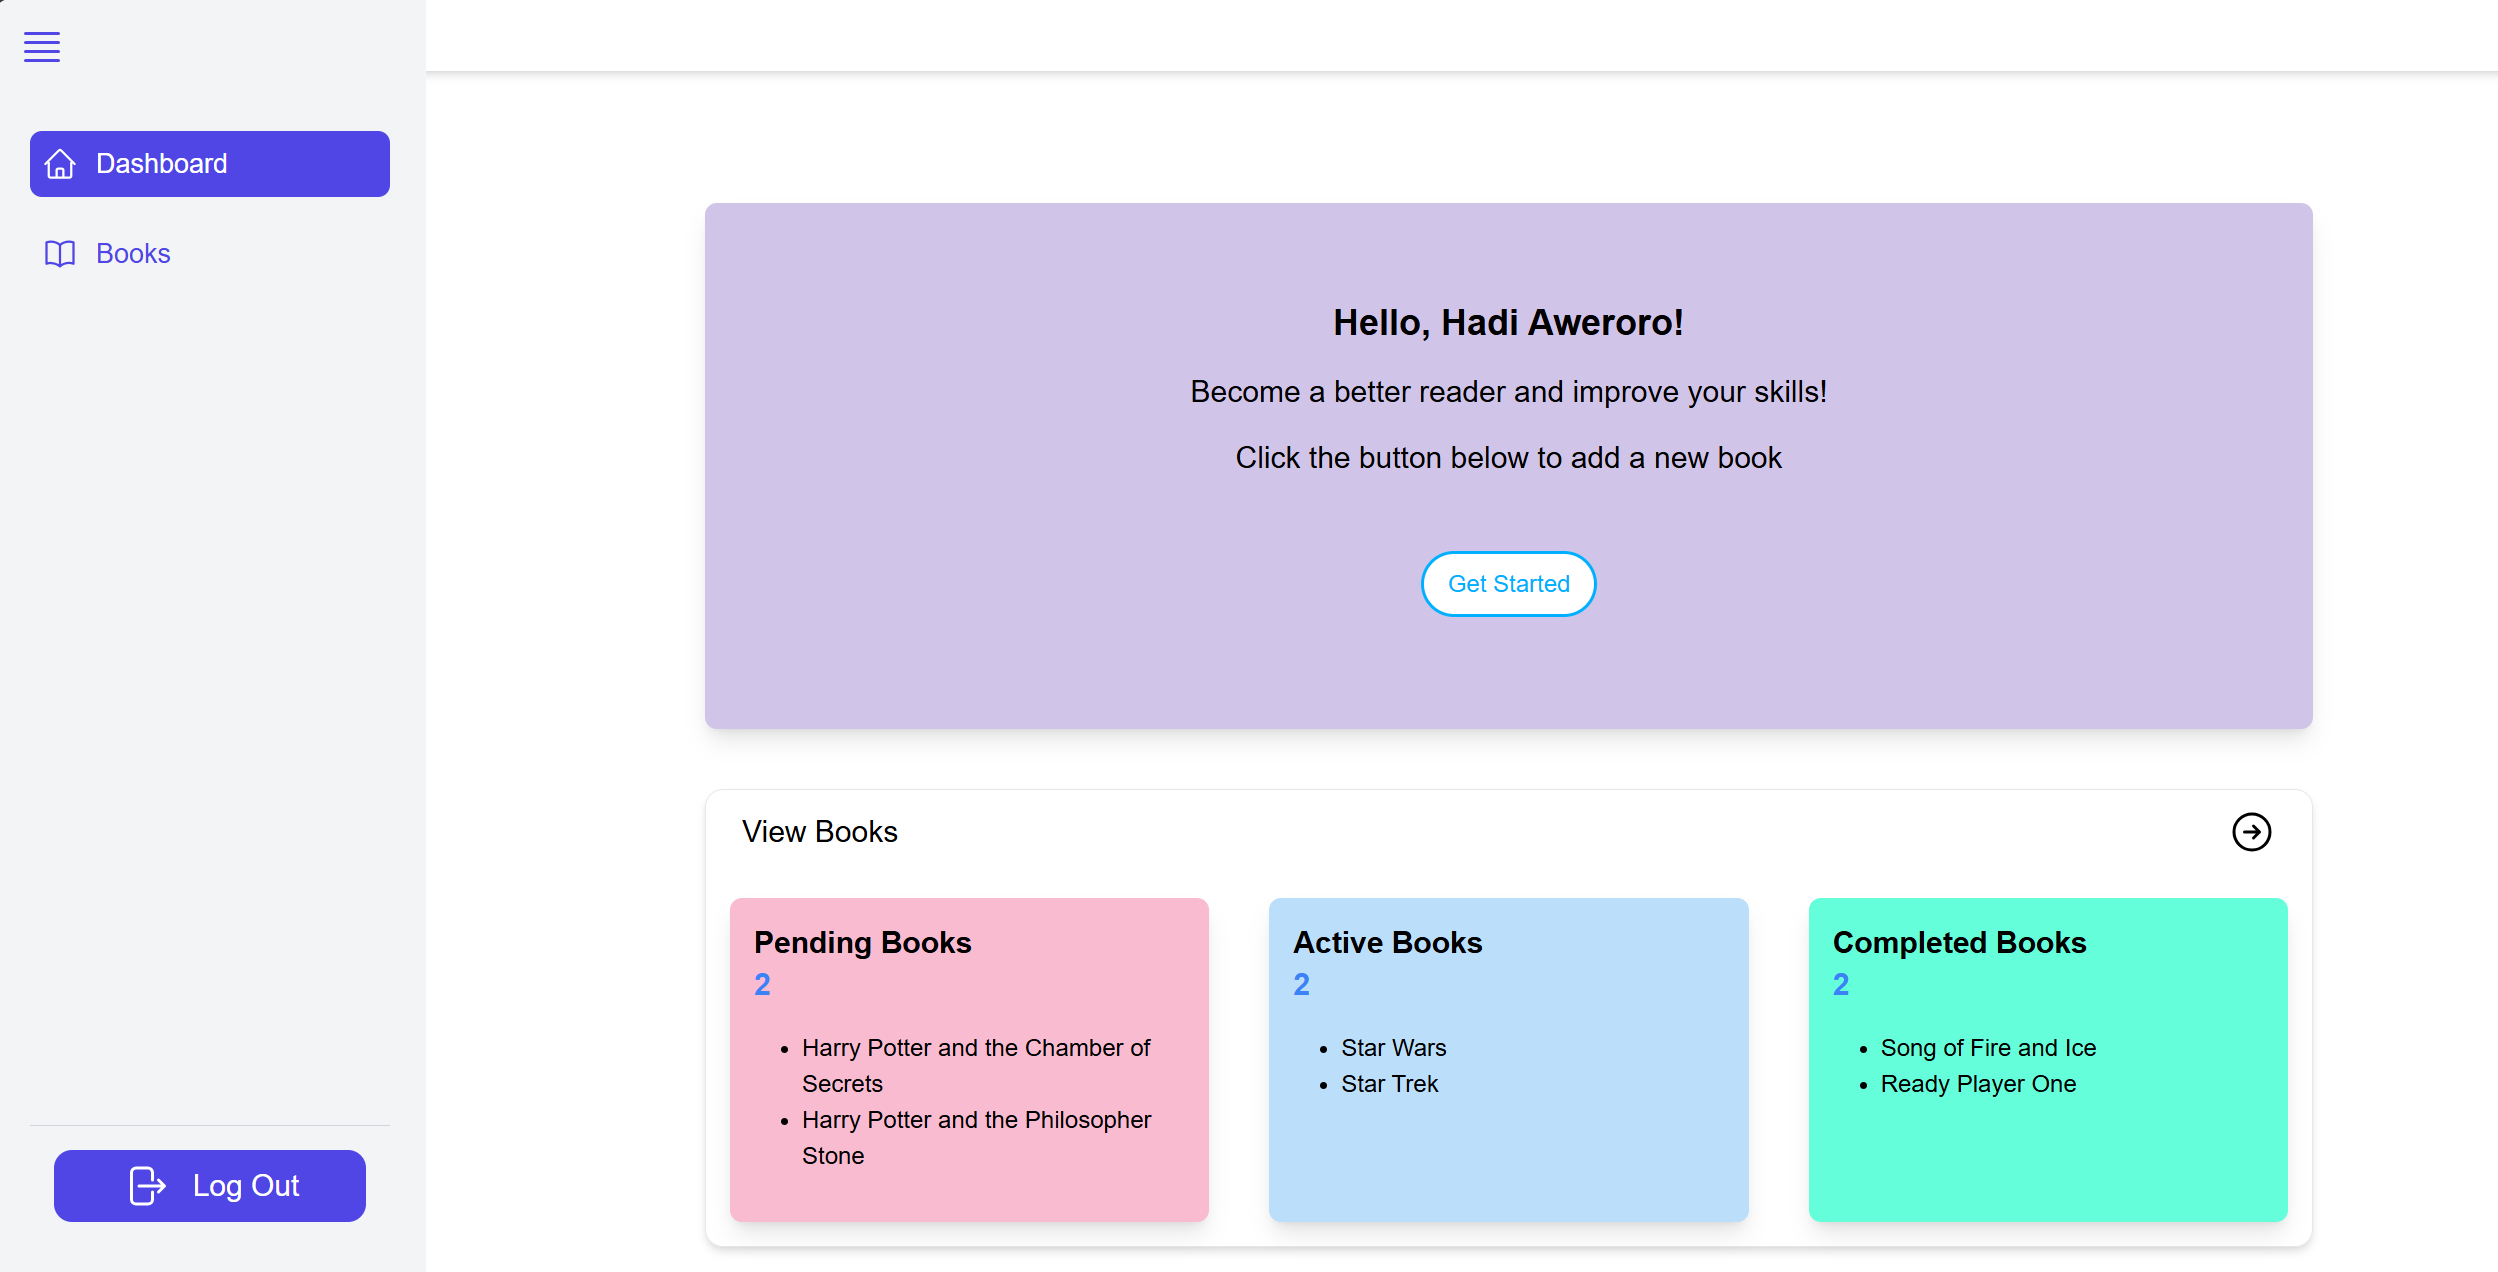 Dashboard
Books
Log Out
Hello, Hadi Aweroro!
Become a better reader and improve your skills!
Click the button below to add a new book
Get Started
View Books
Pending Books
2
Harry Potter and the Chamber of
Secrets
Harry Potter and the Philosopher
Stone
Active Books
2
Star Wars
Star Trek
Completed Books
2
Song of Fire and Ice
Ready Player One